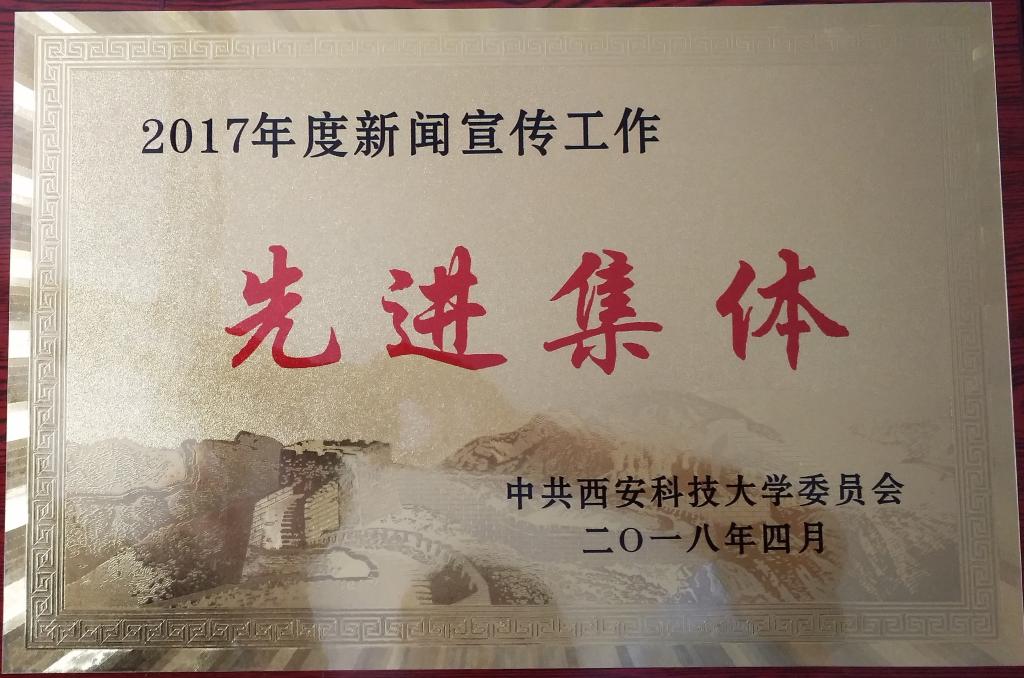 2017年度新闻宣传工作
先进集体
中共西安科技大学委员会
二〇一八年四月